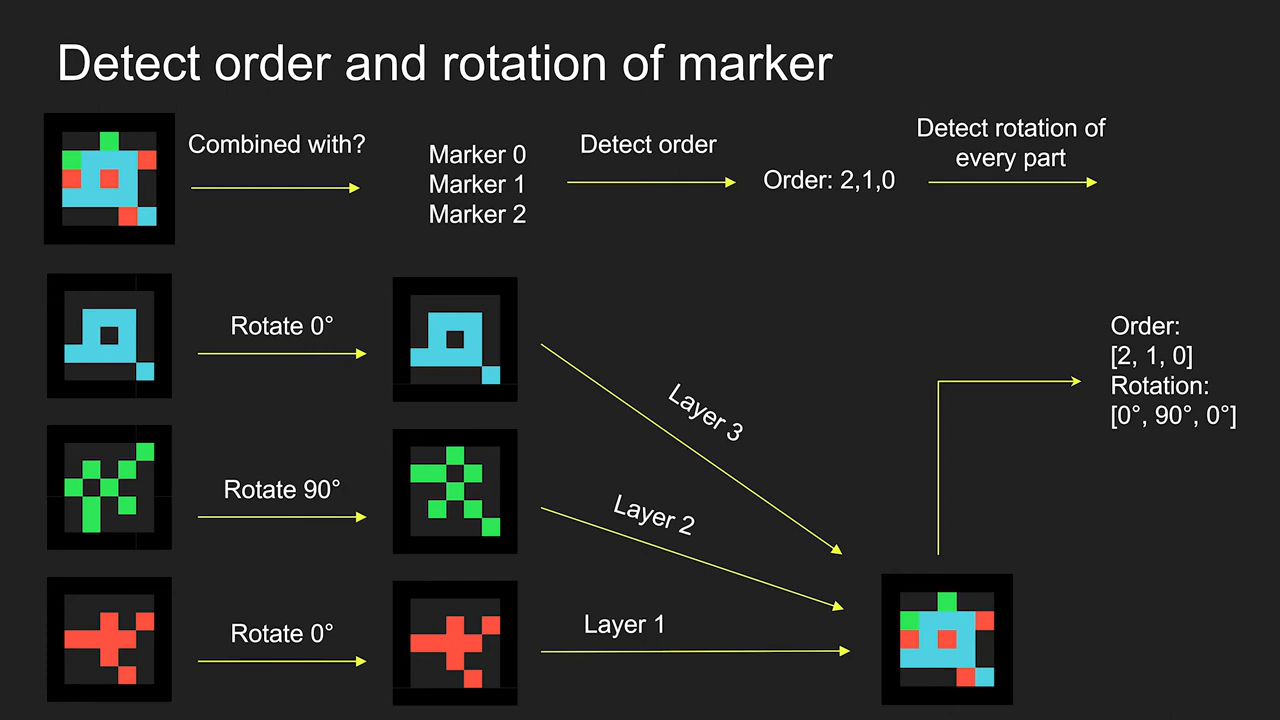 Detect order and rotation of marker
Combined with?
Marker 0
Marker 1
Marker 2
Detect order
Order: 2,1,0
Detect rotation of
every part
Rotate 0°
Layer 3
Order:
[2, 1, 0]
Rotation:
[0°, 90°, 0°]
Rotate 90°
Layer 2
Rotate 0°
Layer 1